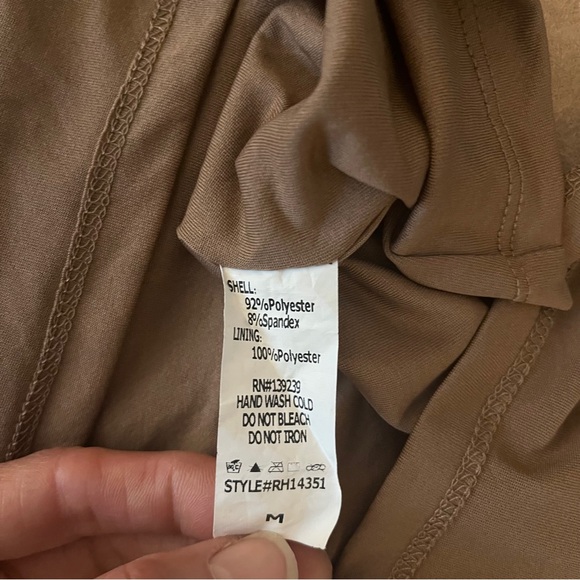 SHELL:
92%Polyester
8%Spandex
LINING:
100%Polyester
RN#139239
HAND WASH COLD
DO NOT BLEACH
DO NOT IRON
STYLE#RH14351
M